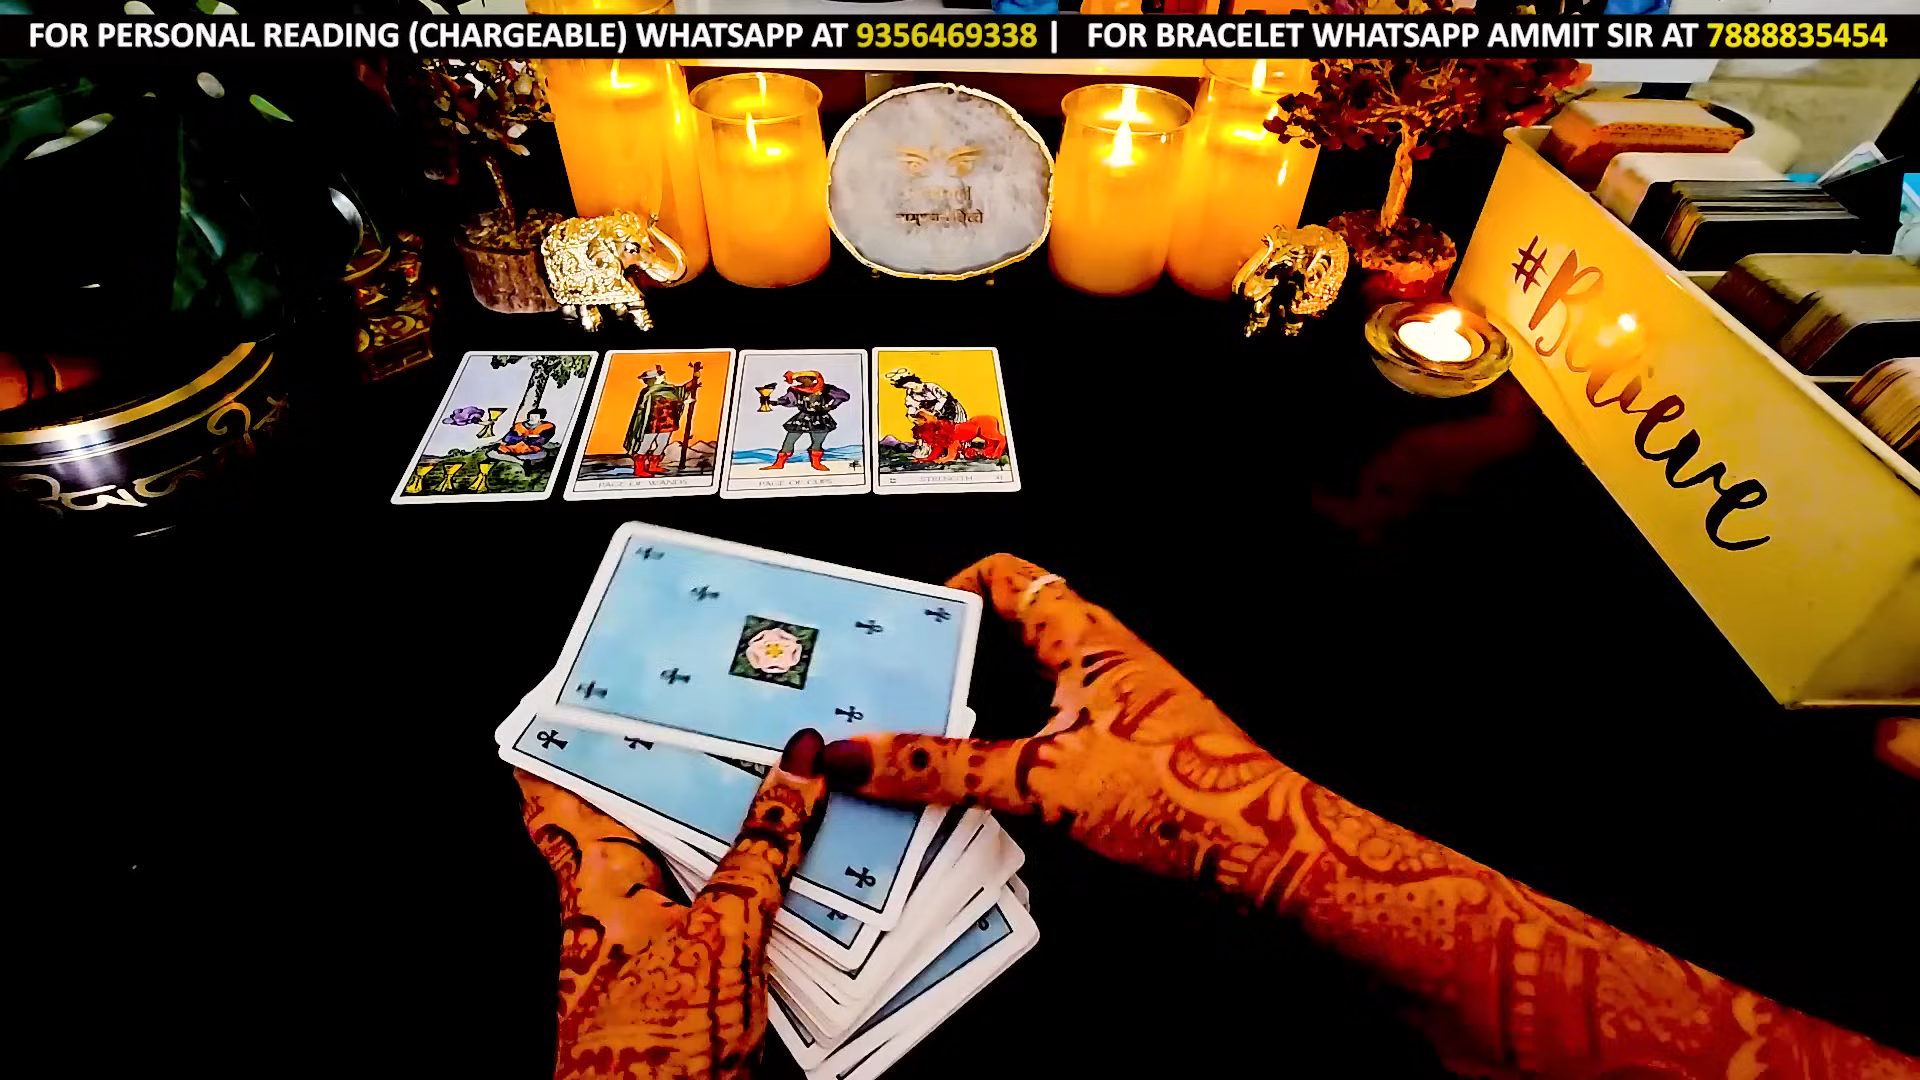 FOR PERSONAL READING (CHARGEABLE) WHATSAPP AT 9356469338 | FOR BRACELET WHATSAPP AMMIT SIR AT 7888835454
#Believe
PAGE OF WANDS
PAGE OF CUPS
STRENGTH